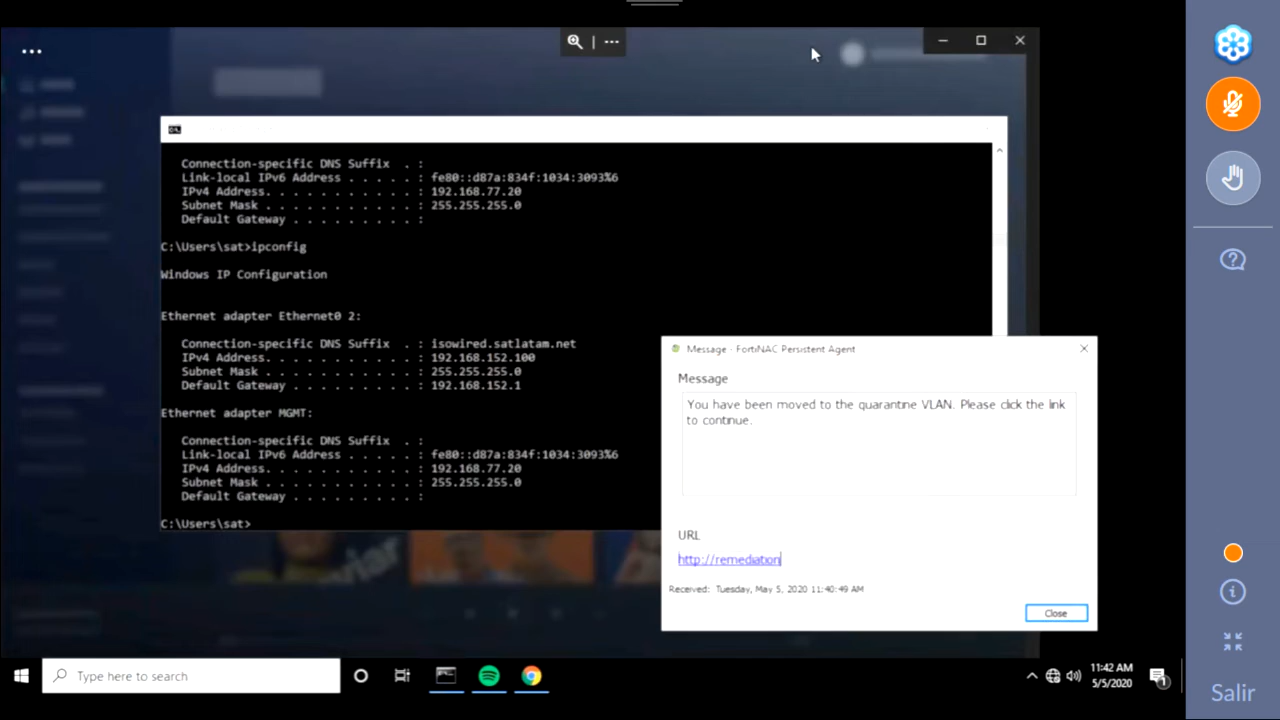 Connection-specific DNS Suffix . :
Link-local IPv6 Address . . . . . : fe80::d87a:834f:1034:3093%6
IPv4 Address. . . . . . . . . . . : 192.168.77.20
Subnet Mask . . . . . . . . . . . : 255.255.255.0
Default Gateway . . . . . . . . . :
C:\Users\sat>ipconfig
Windows IP Configuration
Ethernet adapter Ethernet0 2:
Connection-specific DNS Suffix . : isowired.satlatam.net
IPv4 Address. . . . . . . . . . . : 192.168.152.100
Subnet Mask . . . . . . . . . . . : 255.255.255.0
Default Gateway . . . . . . . . . : 192.168.152.1
Ethernet adapter MGMT:
Connection-specific DNS Suffix . :
Link-local IPv6 Address . . . . . : fe80::d87a:834f:1034:3093%6
IPv4 Address. . . . . . . . . . . : 192.168.77.20
Subnet Mask . . . . . . . . . . . : 255.255.255.0
Default Gateway . . . . . . . . . :
C:\Users\sat>
Message - FortiNAC Persistent Agent
Message
You have been moved to the quarantine VLAN. Please click the link
to continue.
URL
http://remediation
Received: Tuesday, May 5, 2020 11:40:49 AM
Close
Type here to search
11:42 AM
5/5/2020
1
Salir